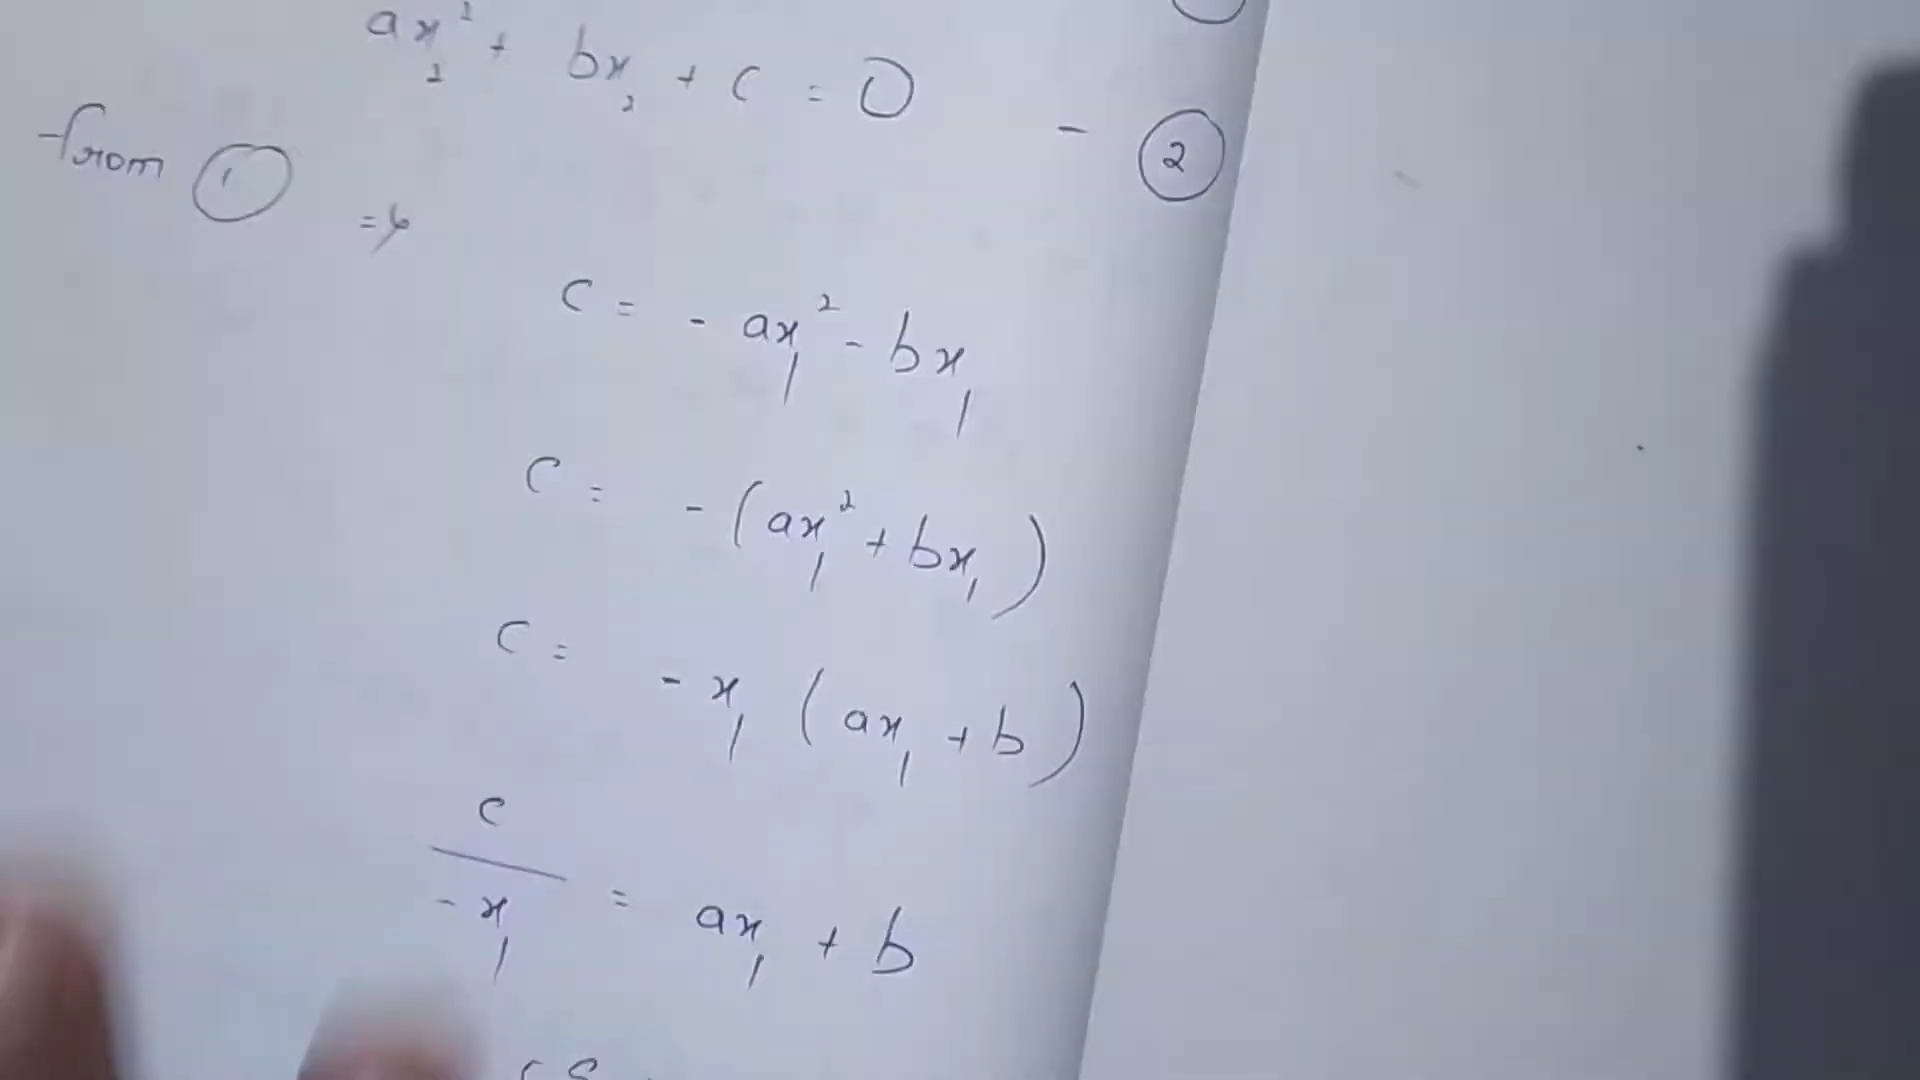 ax₂² + bx₂ + c = 0 - ②
from ① =>
c = - ax₁² - bx₁
c = - (ax₁² + bx₁)
c = - x₁ (ax₁ + b)
c / - x₁ = ax₁ + b